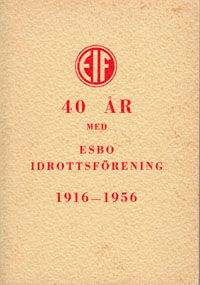 EIF
40 ÅR
MED
ESBO
IDROTTSFÖRENING
1916—1956